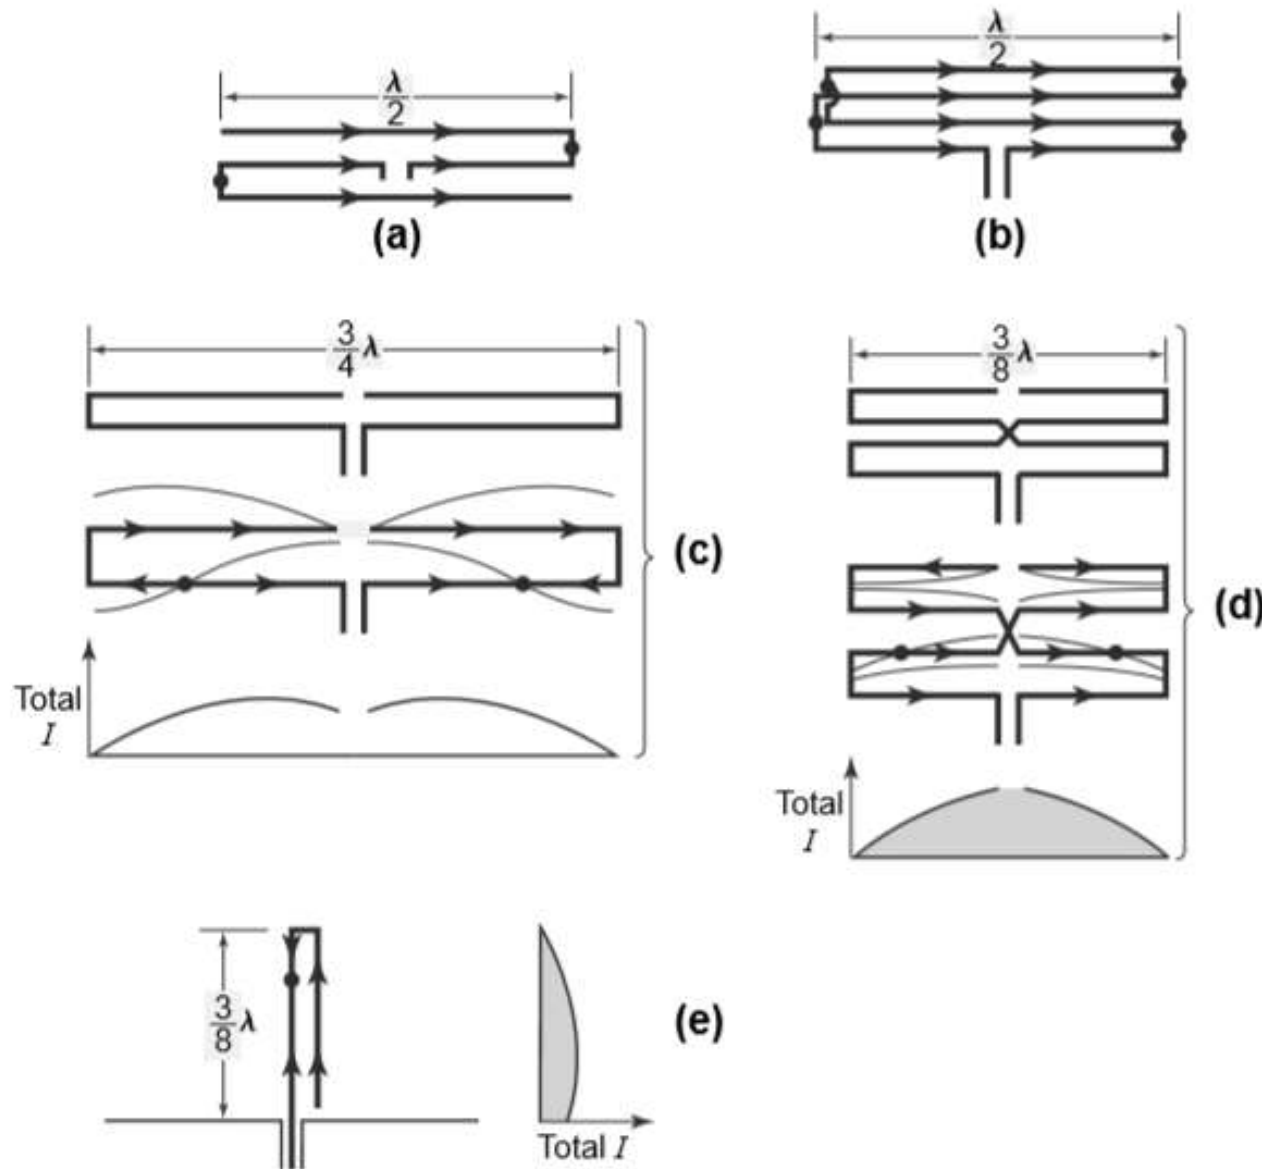 λ/2
λ/2
(a)
(b)
3/4 λ
3/8 λ
(c)
(d)
Total
I
Total
I
3/8 λ
(e)
Total I